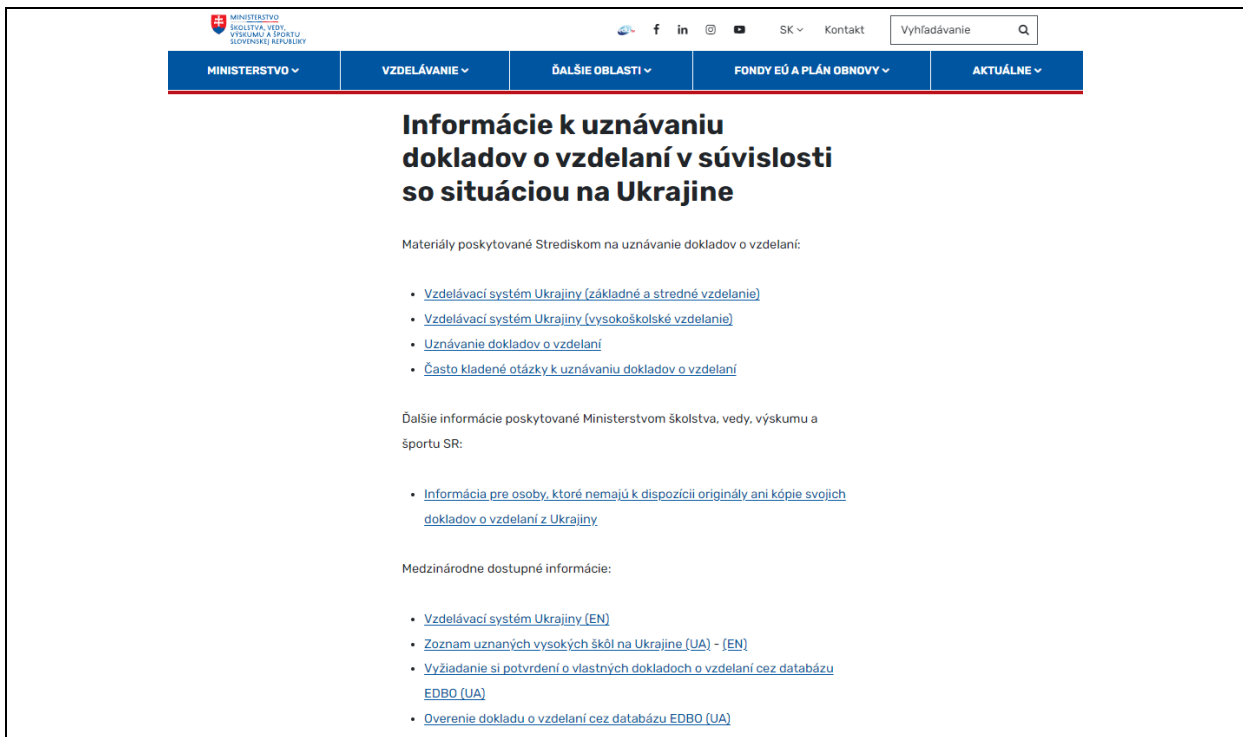 MINISTERSTVO
ŠKOLSTVA, VEDY,
VÝSKUMU A ŠPORTU
SLOVENSKEJ REPUBLIKY
SK Kontakt Vyhľadávanie
MINISTERSTVO VZDELÁVANIE ĎALŠIE OBLASTI FONDY EÚ A PLÁN OBNOVY AKTUÁLNE
Informácie k uznávaniu
dokladov o vzdelaní v súvislosti
so situáciou na Ukrajine
Materiály poskytované Strediskom na uznávanie dokladov o vzdelaní:
• Vzdelávací systém Ukrajiny (základné a stredné vzdelanie)
• Vzdelávací systém Ukrajiny (vysokoškolské vzdelanie)
• Uznávanie dokladov o vzdelaní
• Často kladené otázky k uznávaniu dokladov o vzdelaní
Ďalšie informácie poskytované Ministerstvom školstva, vedy, výskumu a
športu SR:
• Informácia pre osoby, ktoré nemajú k dispozícii originály ani kópie svojich
dokladov o vzdelaní z Ukrajiny
Medzinárodne dostupné informácie:
• Vzdelávací systém Ukrajiny (EN)
• Zoznam uznaných vysokých škôl na Ukrajine (UA) - (EN)
• Vyžiadanie si potvrdení o vlastných dokladoch o vzdelaní cez databázu
EDBO (UA)
• Overenie dokladu o vzdelaní cez databázu EDBO (UA)